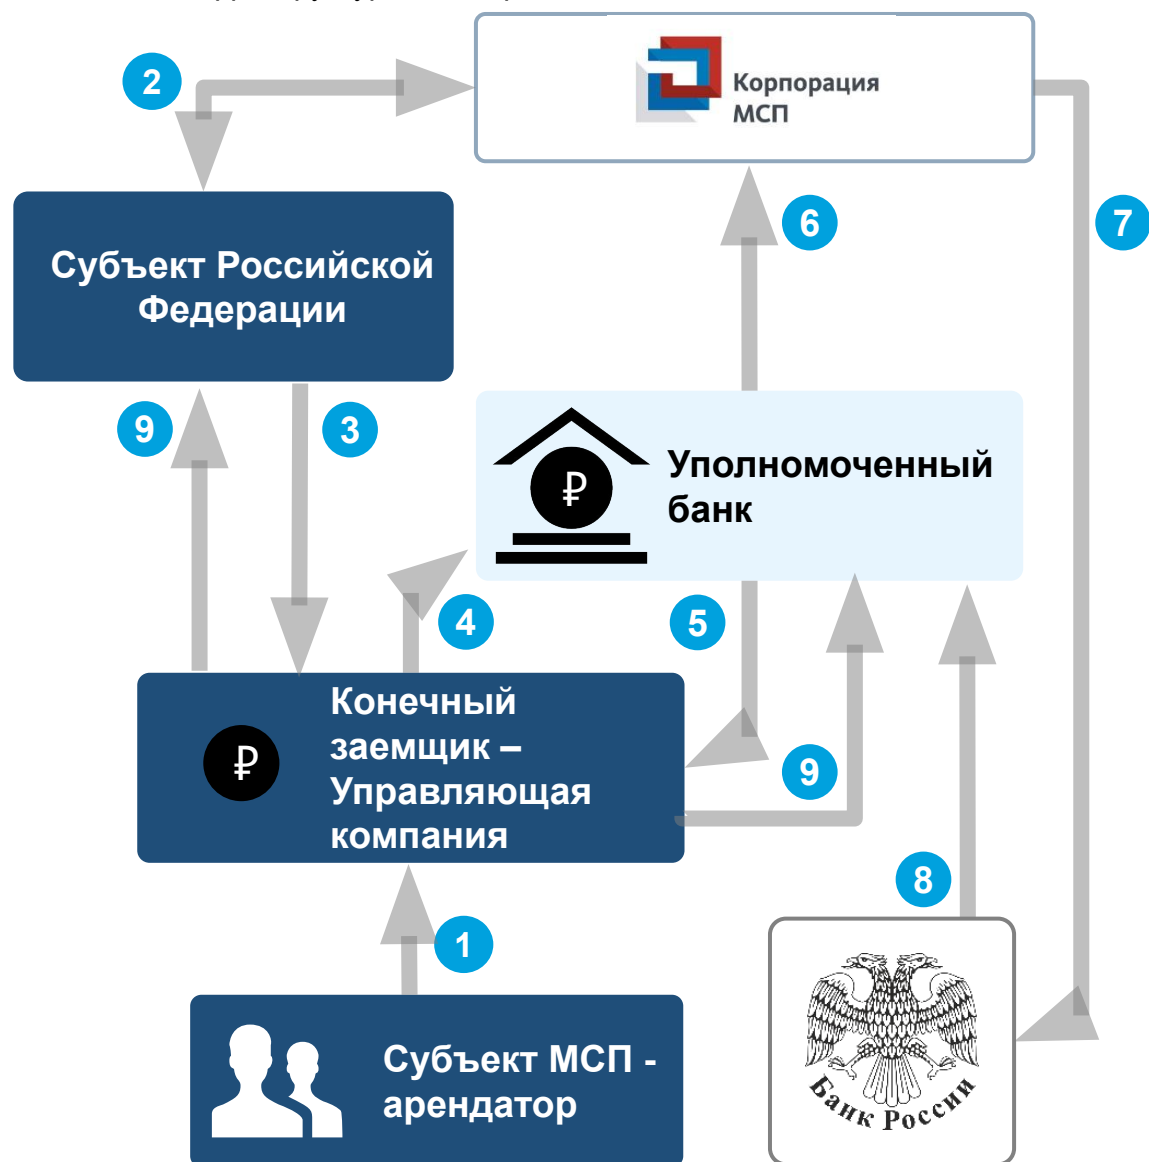 2
Корпорация
МСП
6
7
Субъект Российской
Федерации
9
3
₽
Уполномоченный
банк
4
5
₽
Конечный
заемщик –
Управляющая
компания
9
8
1
Субъект МСП -
арендатор
Банк России